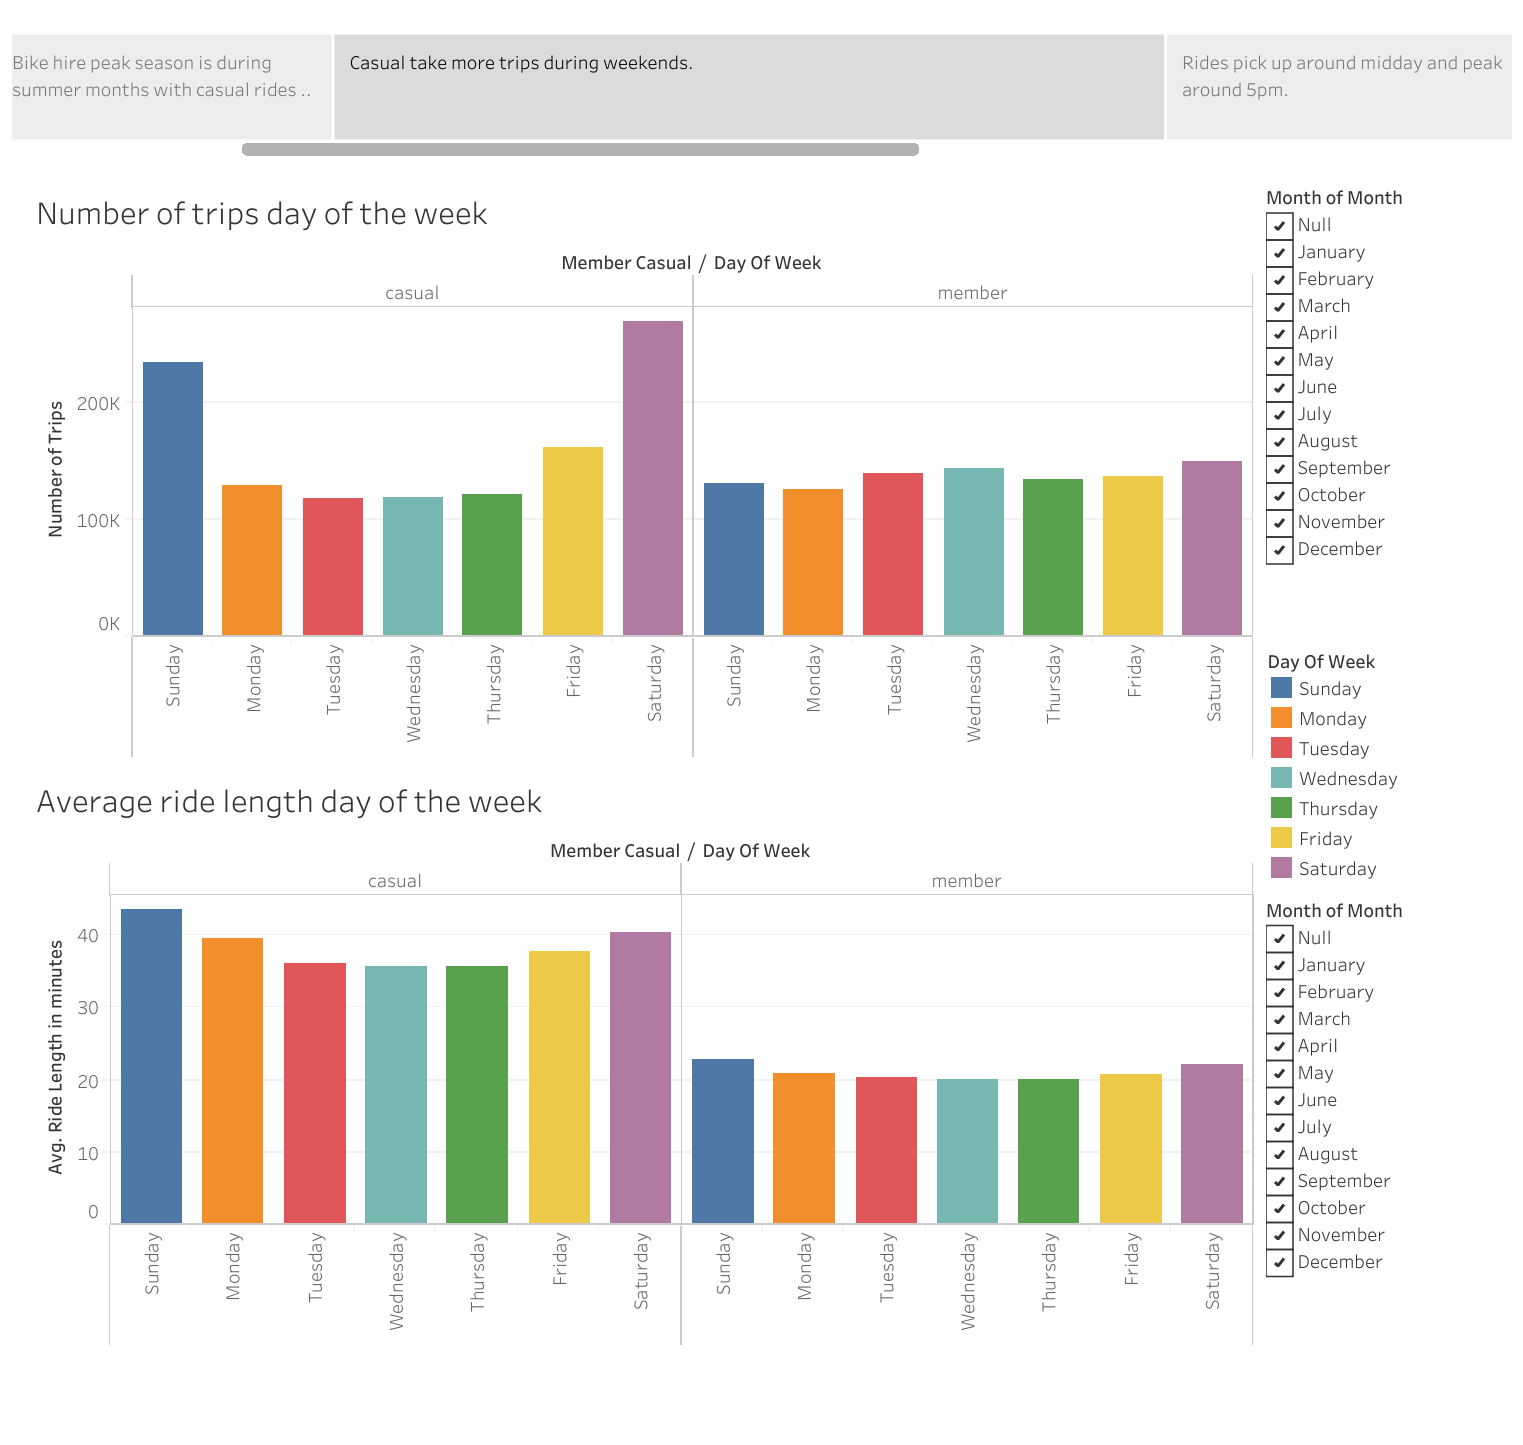 Bike hire peak season is during
summer months with casual rides ..
Casual take more trips during weekends.
Rides pick up around midday and peak
around 5pm.
Number of trips day of the week
Member Casual / Day Of Week
casual
member
Number of Trips
200K
100K
0K
Sunday
Monday
Tuesday
Wednesday
Thursday
Friday
Saturday
Sunday
Monday
Tuesday
Wednesday
Thursday
Friday
Saturday
Month of Month
Null
January
February
March
April
May
June
July
August
September
October
November
December
Day Of Week
Sunday
Monday
Tuesday
Wednesday
Thursday
Friday
Saturday
Average ride length day of the week
Member Casual / Day Of Week
casual
member
Avg. Ride Length in minutes
40
30
20
10
0
Sunday
Monday
Tuesday
Wednesday
Thursday
Friday
Saturday
Sunday
Monday
Tuesday
Wednesday
Thursday
Friday
Saturday
Month of Month
Null
January
February
March
April
May
June
July
August
September
October
November
December